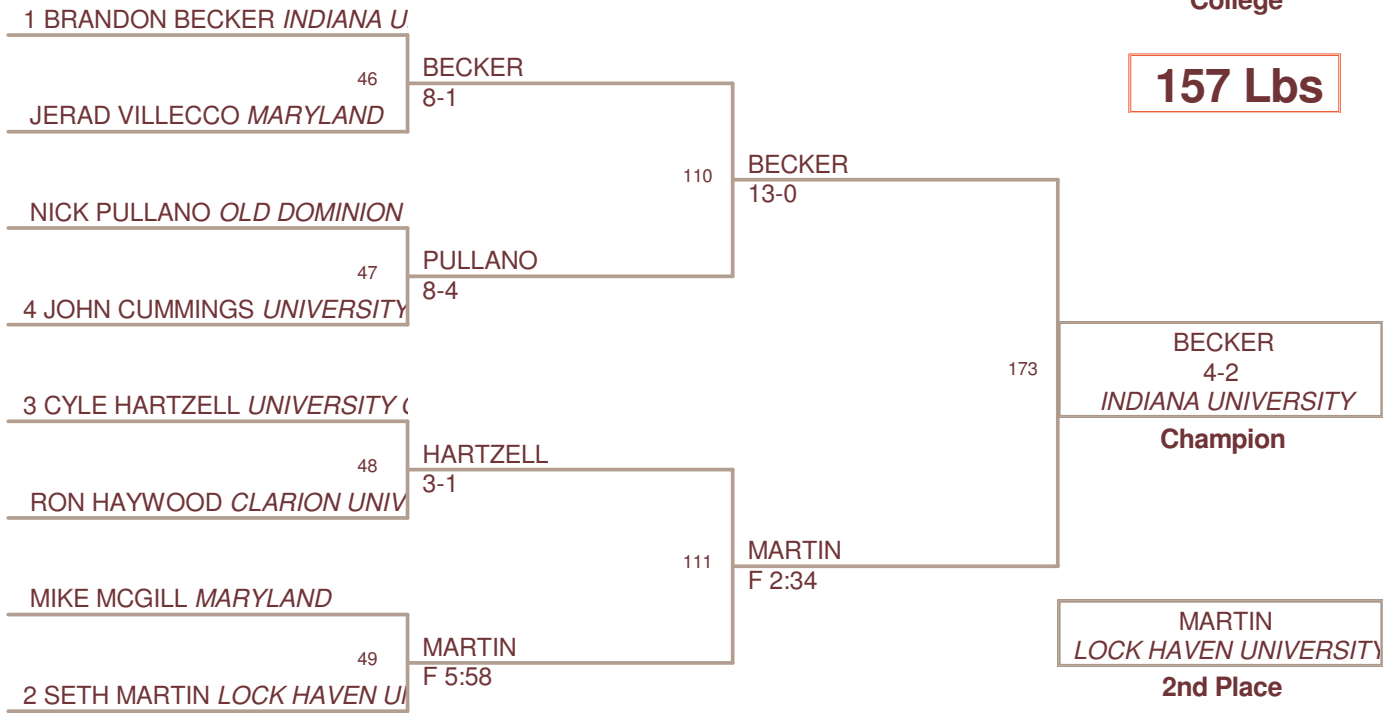 College
157 Lbs
1 BRANDON BECKER INDIANA U
46
JERAD VILLECCO MARYLAND
BECKER
8-1
NICK PULLANO OLD DOMINION
47
4 JOHN CUMMINGS UNIVERSITY
PULLANO
8-4
110
BECKER
13-0
3 CYLE HARTZELL UNIVERSITY
48
RON HAYWOOD CLARION UNIV
HARTZELL
3-1
MIKE MCGILL MARYLAND
49
2 SETH MARTIN LOCK HAVEN U
MARTIN
F 5:58
111
MARTIN
F 2:34
173
BECKER
4-2
INDIANA UNIVERSITY
Champion
MARTIN
LOCK HAVEN UNIVERSITY
2nd Place